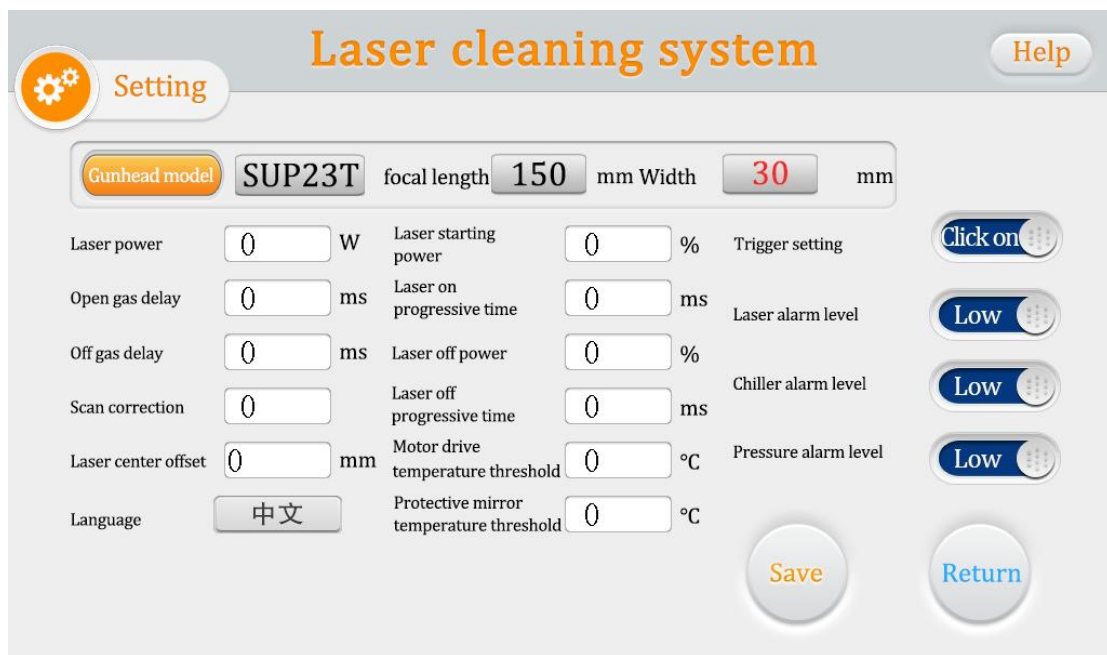 Laser cleaning system
Help
Setting
Gunhead model SUP23T focal length 150 mm Width 30 mm
Laser power 0 W
Laser starting
power 0 %
Trigger setting Click on
Open gas delay 0 ms
Laser on
progressive time 0 ms
Laser alarm level Low
Off gas delay 0 ms
Laser off power 0 %
Chiller alarm level Low
Scan correction 0
Laser off
progressive time 0 ms
Laser center offset 0 mm
Motor drive
temperature threshold 0 °C
Pressure alarm level Low
Language 中文
Protective mirror
temperature threshold 0 °C
Save
Return